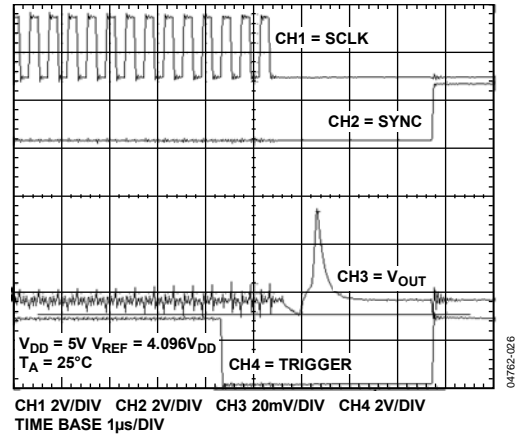 CH1 = SCLK
CH2 = SYNC
CH3 = VOUT
VDD = 5V VREF = 4.096VDD
TA = 25°C
CH4 = TRIGGER
04762-026
CH1 2V/DIV CH2 2V/DIV CH3 20mV/DIV CH4 2V/DIV
TIME BASE 1µs/DIV